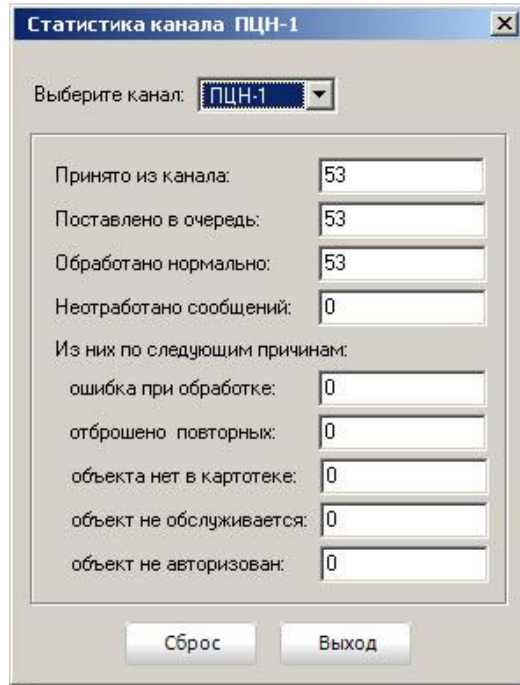 Статистика канала ПЦН-1
Выберите канал: ПЦН-1
Принято из канала: 53
Поставлено в очередь: 53
Обработано нормально: 53
Неотработано сообщений: 0
Из них по следующим причинам:
ошибка при обработке: 0
отброшено повторных: 0
объекта нет в картотеке: 0
объект не обслуживается: 0
объект не авторизован: 0
Сброс Выход